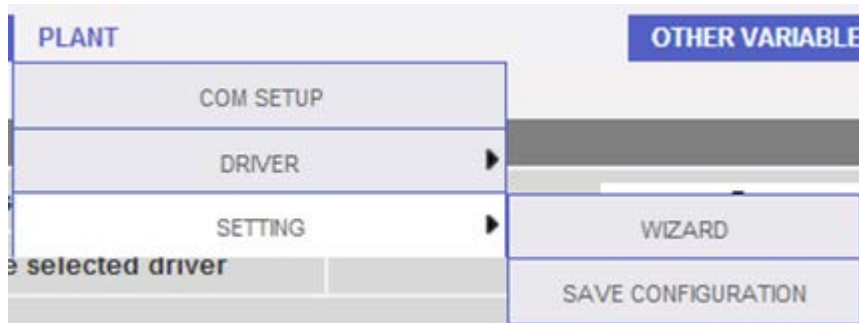 PLANT
OTHER VARIABLE
COM SETUP
DRIVER
SETTING
WIZARD
selected driver
SAVE CONFIGURATION